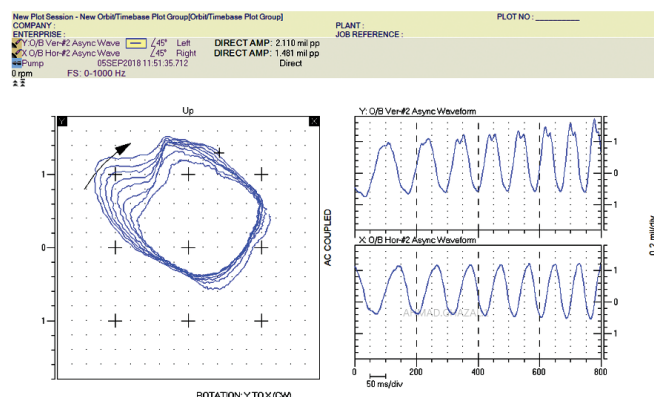 New Plot Session - New Orbit/Timebase Plot Group[Orbit/Timebase Plot Group]
PLOT NO : __________
COMPANY :
PLANT :
ENTERPRISE :
JOB REFERENCE :
Y: O/B Ver-#2 Async Wave ∠45° Left DIRECT AMP: 2.110 mil pp
X: O/B Hor-#2 Async Wave ∠45° Right DIRECT AMP: 1.481 mil pp
Pump 05SEP2018 11:51:35.712 Direct
0 rpm FS: 0-1000 Hz
Up
Y X
1
0
1
ROTATION: Y TO X (CW)
AC COUPLED
Y: O/B Ver-#2 Async Waveform
1
0
1
X: O/B Hor-#2 Async Waveform
1
0
1
0 200 400 600 800
50 ms/div
0.2 mil/div